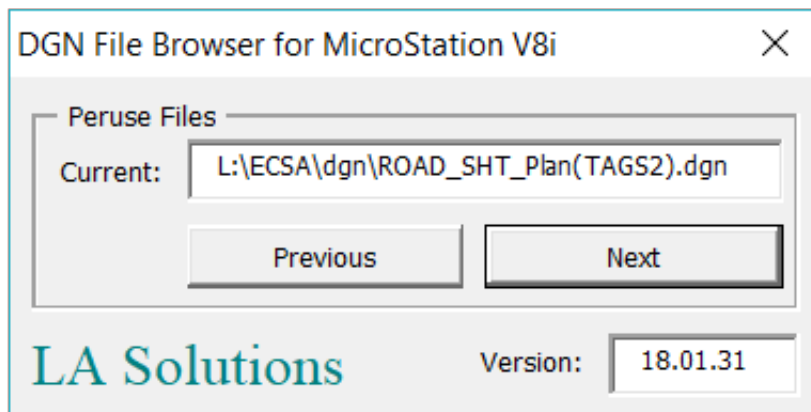 DGN File Browser for MicroStation V8i
Peruse Files
Current: L:\ECSA\dgn\ROAD_SHT_Plan(TAGS2).dgn
Previous Next
LA Solutions Version: 18.01.31